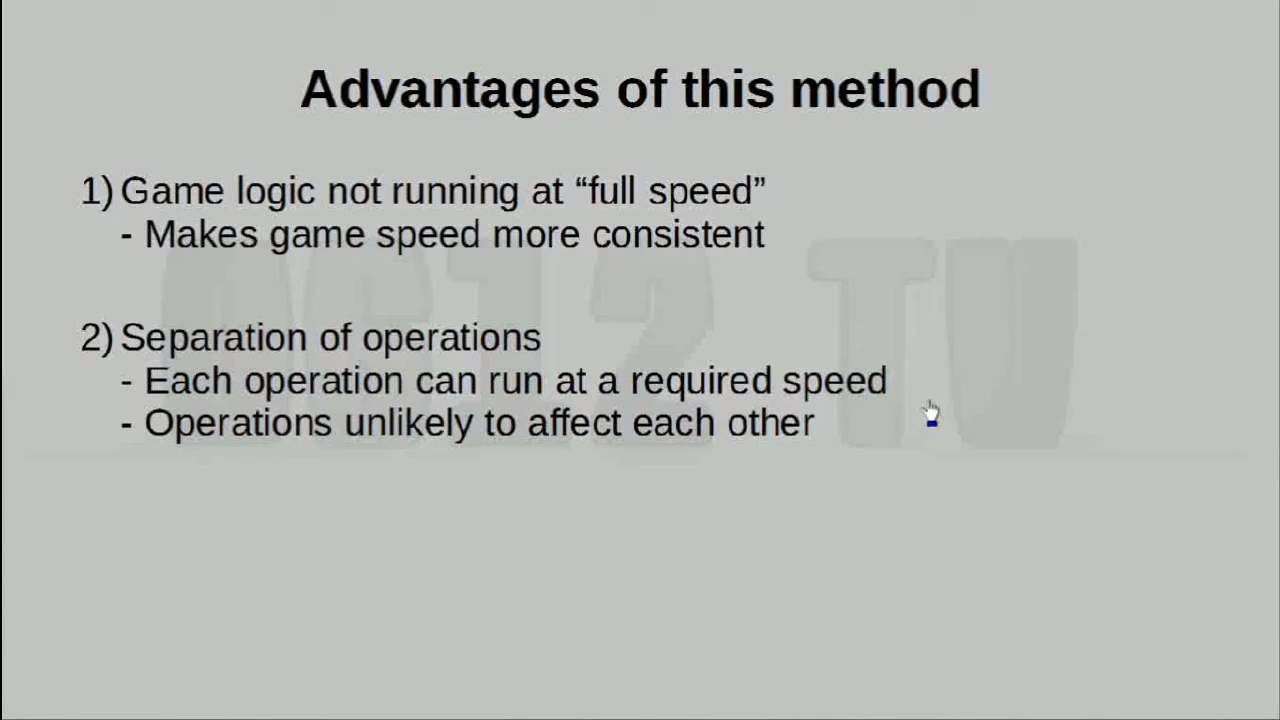 Advantages of this method
1) Game logic not running at “full speed”
- Makes game speed more consistent
2) Separation of operations
- Each operation can run at a required speed
- Operations unlikely to affect each other